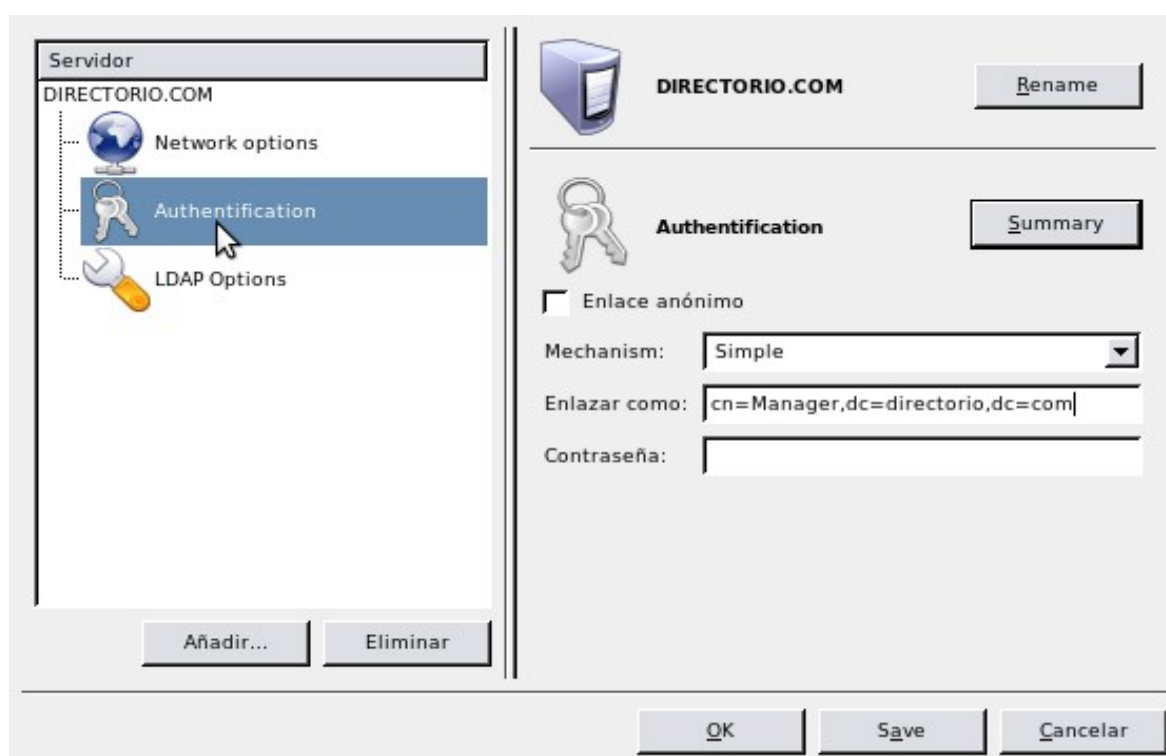 Servidor
DIRECTORIO.COM
Network options
Authentification
LDAP Options
Añadir...
Eliminar
DIRECTORIO.COM
Rename
Authentification
Summary
Enlace anónimo
Mechanism:
Simple
Enlazar como:
cn=Manager,dc=directorio,dc=com
Contraseña:
OK
Save
Cancelar